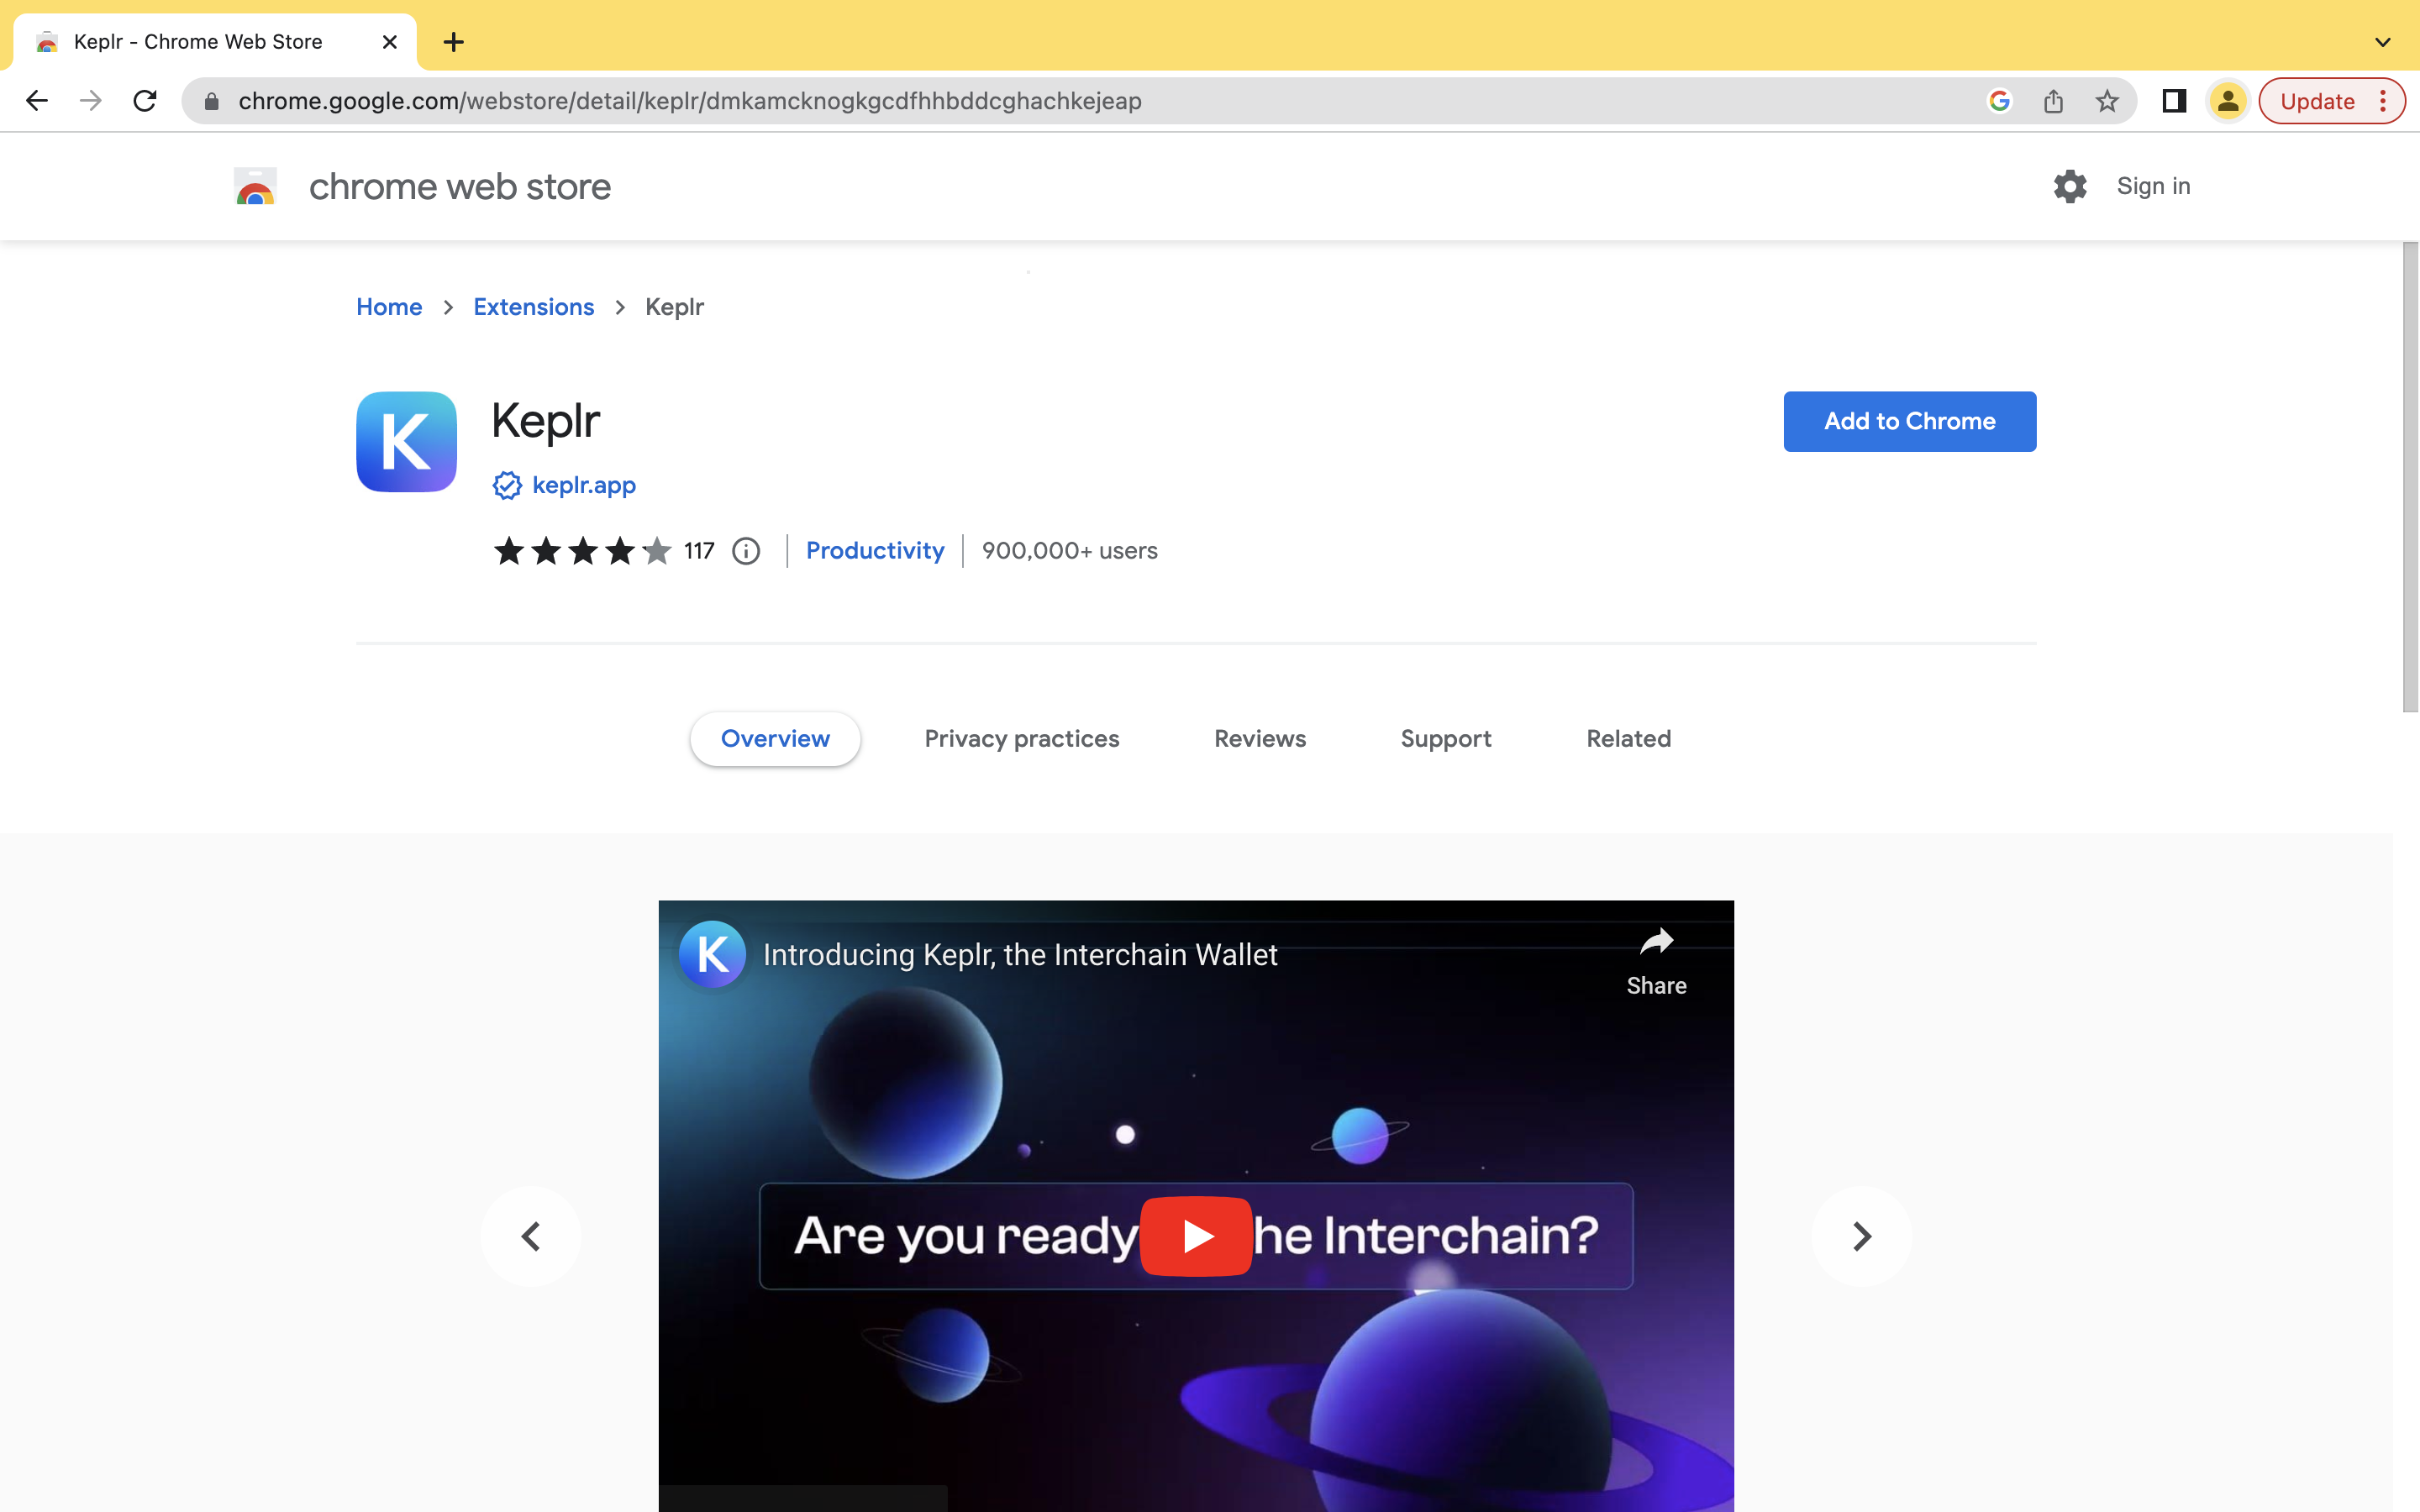 Keplr - Chrome Web Store
chrome.google.com/webstore/detail/keplr/dmkamcknogkgcdfhhbddcghachkejeap
Update
chrome web store
Sign in
Home > Extensions > Keplr
K
Keplr
Add to Chrome
keplr.app
117
Productivity
900,000+ users
Overview
Privacy practices
Reviews
Support
Related
K
Introducing Keplr, the Interchain Wallet
Share
Are you ready he Interchain?